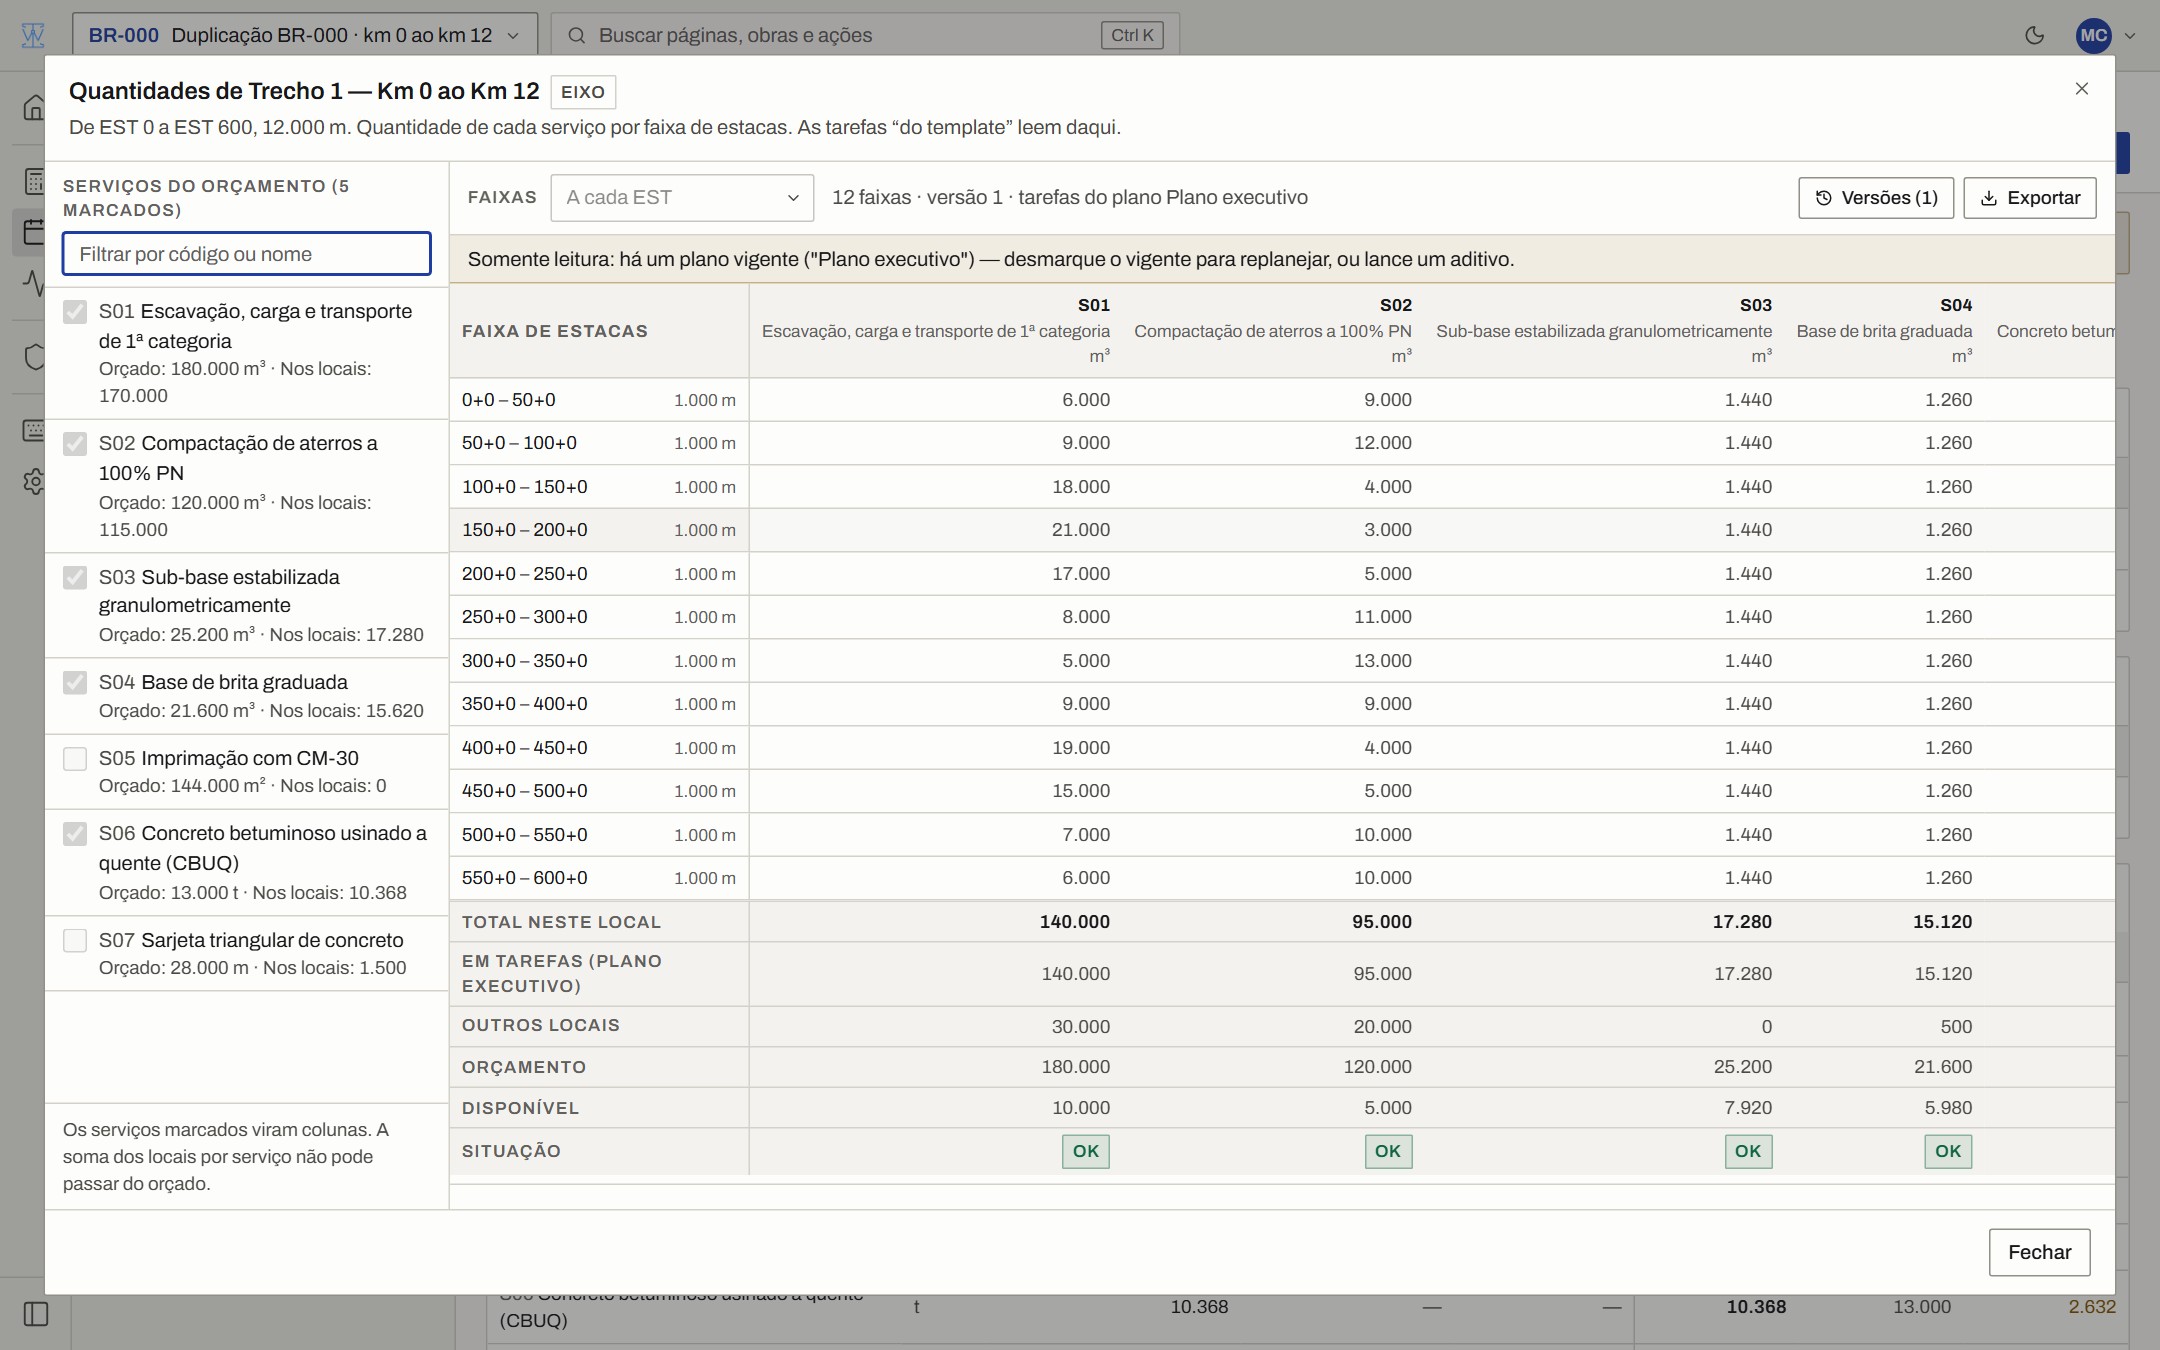 BR-000 Duplicação BR-000 · km 0 ao km 12
Buscar páginas, obras e ações
Ctrl K
MC
Quantidades de Trecho 1 — Km 0 ao Km 12 EIXO
De EST 0 a EST 600, 12.000 m. Quantidade de cada serviço por faixa de estacas. As tarefas “do template” leem daqui.
SERVIÇOS DO ORÇAMENTO (5
MARCADOS)
Filtrar por código ou nome
S01 Escavação, carga e transporte
de 1ª categoria
Orçado: 180.000 m³ · Nos locais:
170.000
S02 Compactação de aterros a
100% PN
Orçado: 120.000 m³ · Nos locais:
115.000
S03 Sub-base estabilizada
granulometricamente
Orçado: 25.200 m³ · Nos locais: 17.280
S04 Base de brita graduada
Orçado: 21.600 m³ · Nos locais: 15.620
S05 Imprimação com CM-30
Orçado: 144.000 m² · Nos locais: 0
S06 Concreto betuminoso usinado a
quente (CBUQ)
Orçado: 13.000 t · Nos locais: 10.368
S07 Sarjeta triangular de concreto
Orçado: 28.000 m · Nos locais: 1.500
Os serviços marcados viram colunas. A
soma dos locais por serviço não pode
passar do orçado.
FAIXAS A cada EST 12 faixas · versão 1 · tarefas do plano Plano executivo
Versões (1) Exportar
Somente leitura: há um plano vigente ("Plano executivo") — desmarque o vigente para replanejar, ou lance um aditivo.
S01 S02 S03 S04
FAIXA DE ESTACAS Escavação, carga e transporte de 1ª categoria Compactação de aterros a 100% PN Sub-base estabilizada granulometricamente Base de brita graduada Concreto betum
m³ m³ m³ m³
0+0 – 50+0 1.000 m 6.000 9.000 1.440 1.260
50+0 – 100+0 1.000 m 9.000 12.000 1.440 1.260
100+0 – 150+0 1.000 m 18.000 4.000 1.440 1.260
150+0 – 200+0 1.000 m 21.000 3.000 1.440 1.260
200+0 – 250+0 1.000 m 17.000 5.000 1.440 1.260
250+0 – 300+0 1.000 m 8.000 11.000 1.440 1.260
300+0 – 350+0 1.000 m 5.000 13.000 1.440 1.260
350+0 – 400+0 1.000 m 9.000 9.000 1.440 1.260
400+0 – 450+0 1.000 m 19.000 4.000 1.440 1.260
450+0 – 500+0 1.000 m 15.000 5.000 1.440 1.260
500+0 – 550+0 1.000 m 7.000 10.000 1.440 1.260
550+0 – 600+0 1.000 m 6.000 10.000 1.440 1.260
TOTAL NESTE LOCAL 140.000 95.000 17.280 15.120
EM TAREFAS (PLANO
EXECUTIVO) 140.000 95.000 17.280 15.120
OUTROS LOCAIS 30.000 20.000 0 500
ORÇAMENTO 180.000 120.000 25.200 21.600
DISPONÍVEL 10.000 5.000 7.920 5.980
SITUAÇÃO OK OK OK OK
Fechar
S06 Concreto betuminoso usinado a quente
(CBUQ) t 10.368 — — 10.368 13.000 2.632